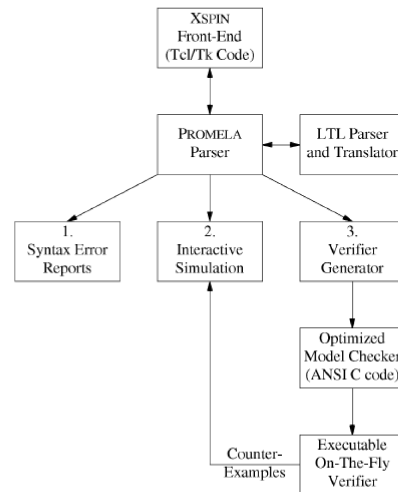 XSPIN
Front-End
(Tcl/Tk Code)
PROMELA
Parser
LTL Parser
and Translator
1.
Syntax Error
Reports
2.
Interactive
Simulation
3.
Verifier
Generator
Optimized
Model Checker
(ANSI C code)
Counter-
Examples
Executable
On-The-Fly
Verifier